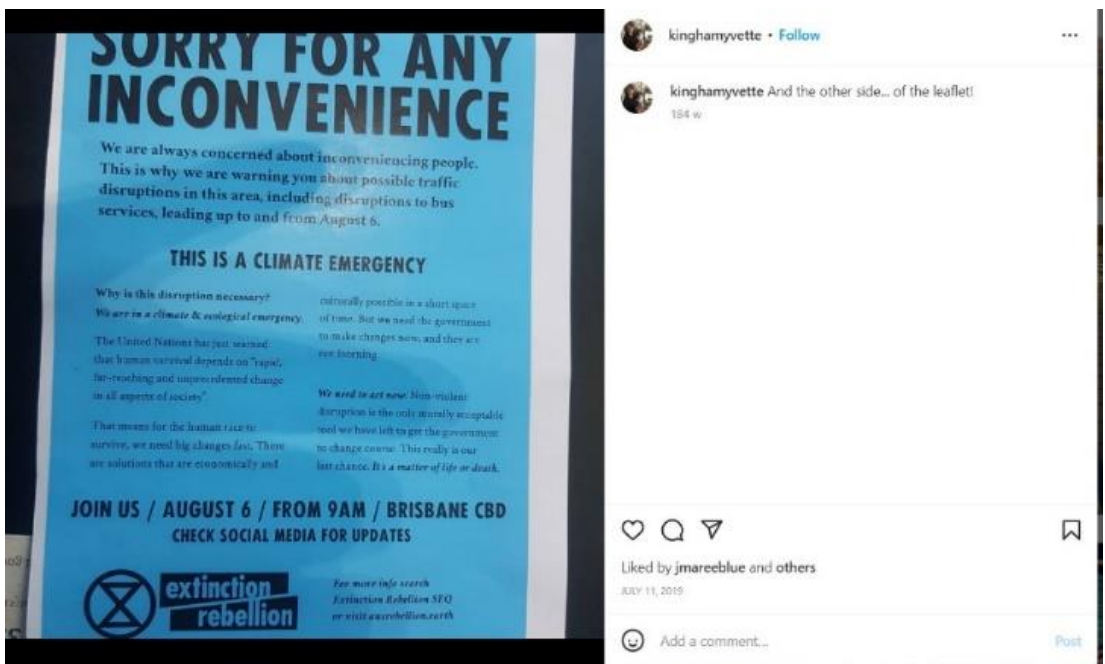 SORRY FOR ANY
INCONVENIENCE
We are always concerned about inconveniencing people.
This is why we are warning you about possible traffic
disruptions in this area, including disruptions to bus
services, leading up to and from August 6.
THIS IS A CLIMATE EMERGENCY
Why is this disruption necessary?
We are in a climate & ecological emergency.
The United Nations has just warned
that human survival depends on "rapid,
far-reaching and unprecedented change
in all aspects of society".
That means for the human race to
survive, we need big changes fast. There
are solutions that are economically and
culturally possible in a short space
of time. But we need the government
to make changes now, and they are
not listening.
We need to act now. Non-violent
disruption is the only morally acceptable
tool we have left to get the government
to change course. This really is our
last chance. It's a matter of life or death.
JOIN US / AUGUST 6 / FROM 9AM / BRISBANE CBD
CHECK SOCIAL MEDIA FOR UPDATES
extinction
rebellion
For more info search
Extinction Rebellion SEQ
or visit ausrebellion.earth
kinghamyvette • Follow
kinghamyvette And the other side... of the leaflet!
184 w
Liked by jmareeblue and others
JULY 11, 2019
Add a comment...
Post